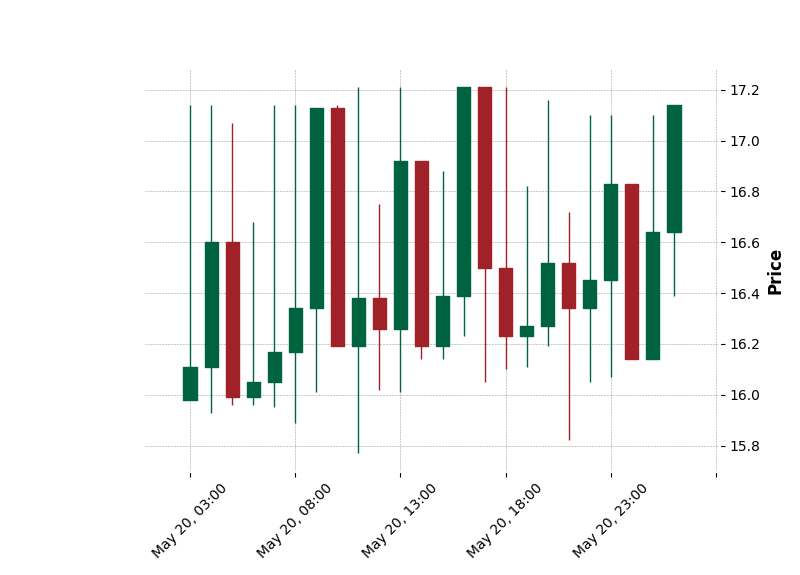 17.2
17.0
16.8
16.6
16.4
16.2
16.0
15.8
Price
May 20, 03:00
May 20, 08:00
May 20, 13:00
May 20, 18:00
May 20, 23:00